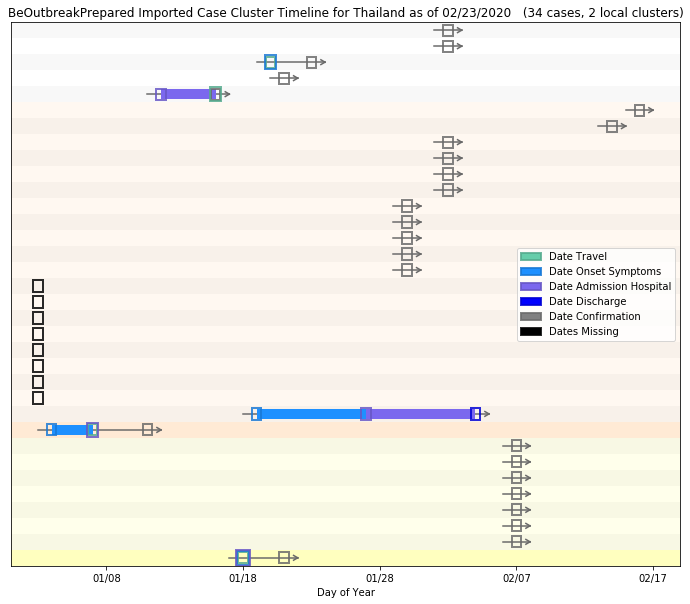 BeOutbreakPrepared Imported Case Cluster Timeline for Thailand as of 02/23/2020 (34 cases, 2 local clusters)
Date Travel
Date Onset Symptoms
Date Admission Hospital
Date Discharge
Date Confirmation
Dates Missing
01/08 01/18 01/28 02/07 02/17
Day of Year